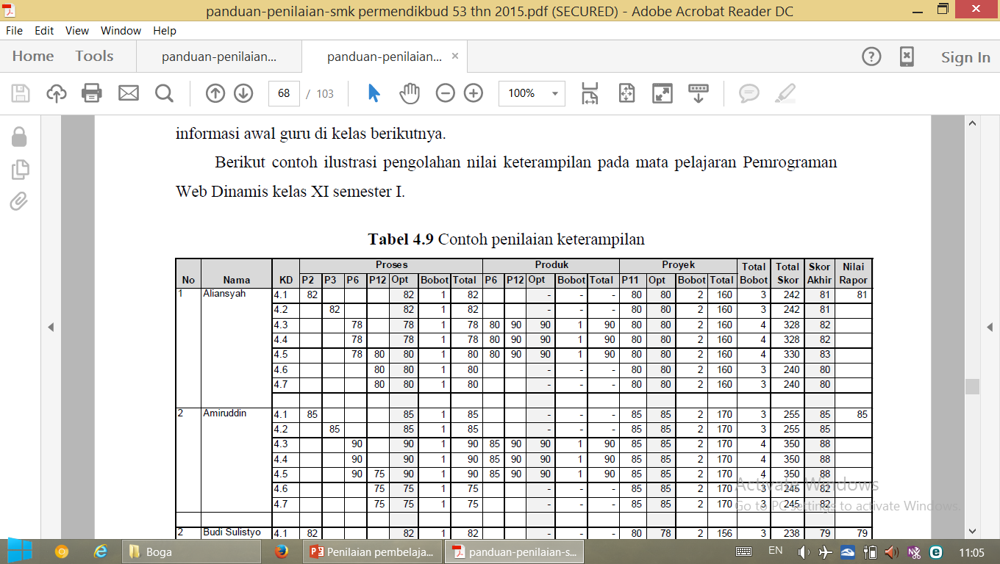 panduan-penilaian-smk permendikbud 53 thn 2015.pdf (SECURED) - Adobe Acrobat Reader DC
File Edit View Window Help
Home Tools panduan-penilaian... panduan-penilaian... × Sign In
68 / 103 100%
informasi awal guru di kelas berikutnya.
Berikut contoh ilustrasi pengolahan nilai keterampilan pada mata pelajaran Pemrograman
Web Dinamis kelas XI semester I.
Tabel 4.9 Contoh penilaian keterampilan
Proses Produk Proyek Total Total Skor Nilai
No Nama KD P2 P3 P6 P12 Opt Bobot Total P6 P12 Opt Bobot Total P11 Opt Bobot Total Bobot Skor Akhir Rapor
1 Aliansyah 4.1 82 82 1 82 - - - 80 80 2 160 3 242 81 81
4.2 82 82 1 82 - - - 80 80 2 160 3 242 81
4.3 78 78 1 78 80 90 90 1 90 80 80 2 160 4 328 82
4.4 78 78 1 78 80 90 90 1 90 80 80 2 160 4 328 82
4.5 78 80 80 1 80 80 90 90 1 90 80 80 2 160 4 330 83
4.6 80 80 1 80 - - - 80 80 2 160 3 240 80
4.7 80 80 1 80 - - - 80 80 2 160 3 240 80
2 Amiruddin 4.1 85 85 1 85 - - - 85 85 2 170 3 255 85 85
4.2 85 85 1 85 - - - 85 85 2 170 3 255 85
4.3 90 90 1 90 85 90 90 1 90 85 85 2 170 4 350 88
4.4 90 90 1 90 85 90 90 1 90 85 85 2 170 4 350 88
4.5 90 75 90 1 90 85 90 90 1 90 85 85 2 170 4 350 88
4.6 75 75 1 75 - - - 85 85 2 170 3 245 82
4.7 75 75 1 75 - - - 85 85 2 170 3 245 82
Activate Windows
Go to PC settings to activate Windows.
2 Budi Sulistyo 4.1 82 82 1 82 - - - 80 78 2 156 3 238 79 79
Boga Penilaian pembelaja... panduan-penilaian-s... EN 11:05